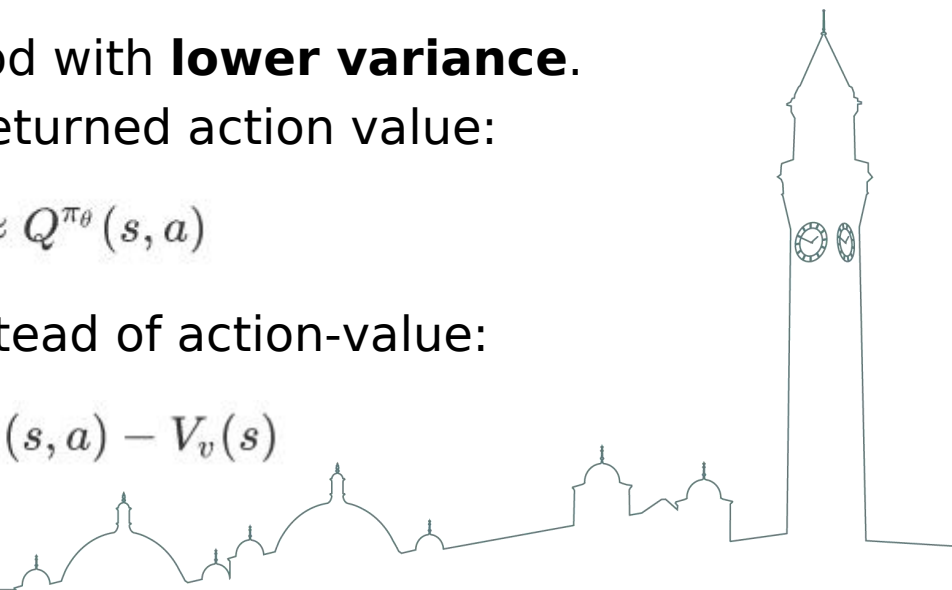 od with lower variance.
eturned action value:
≈ Q^{π_θ}(s, a)
tead of action-value:
(s, a) − V_v(s)